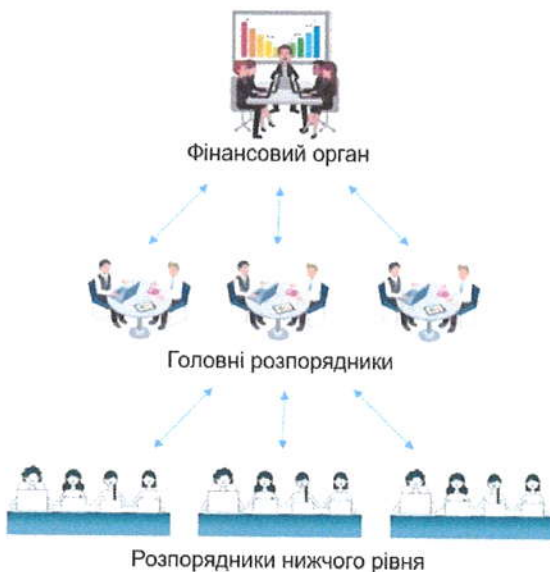 Фінансовий орган
Головні розпорядники
Розпорядники нижчого рівня